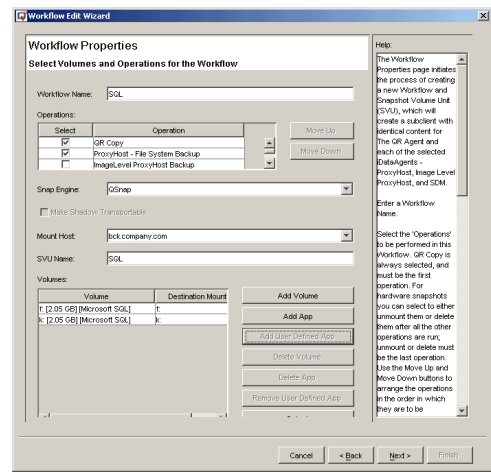 Workflow Edit Wizard
Workflow Properties
Select Volumes and Operations for the Workflow
Workflow Name:
SQL
Operations:
Select
Operation
QR Copy
ProxyHost - File System Backup
ImageLevel ProxyHost Backup
Move Up
Move Down
Snap Engine:
QSnap
Make Shadow Transportable
Mount Host:
bck.company.com
SVU Name:
SQL
Volumes:
Volume
Destination Mount
f: [2.05 GB] [Microsoft SQL]
f:
k: [2.05 GB] [Microsoft SQL]
k:
Add Volume
Add App
Add User Defined App
Delete Volume
Delete App
Remove User Defined App
Help:
The Workflow
Properties page initiates
the process of creating
a new Workflow and
Snapshot Volume Unit
(SVU), which will
create a subclient with
identical content for
The QR Agent and
each of the selected
iDataAgents -
ProxyHost, Image Level
ProxyHost, and SDM.
Enter a Workflow
Name.
Select the 'Operations'
to be performed in this
Workflow. QR Copy is
always selected, and
must be the first
operation. For
hardware snapshots
you can select to either
unmount them or delete
them after all the other
operations are run;
unmount or delete must
be the last operation.
Use the Move Up and
Move Down buttons to
arrange the operations
in the order in which
they are to be
Cancel
< Back
Next >
Finish